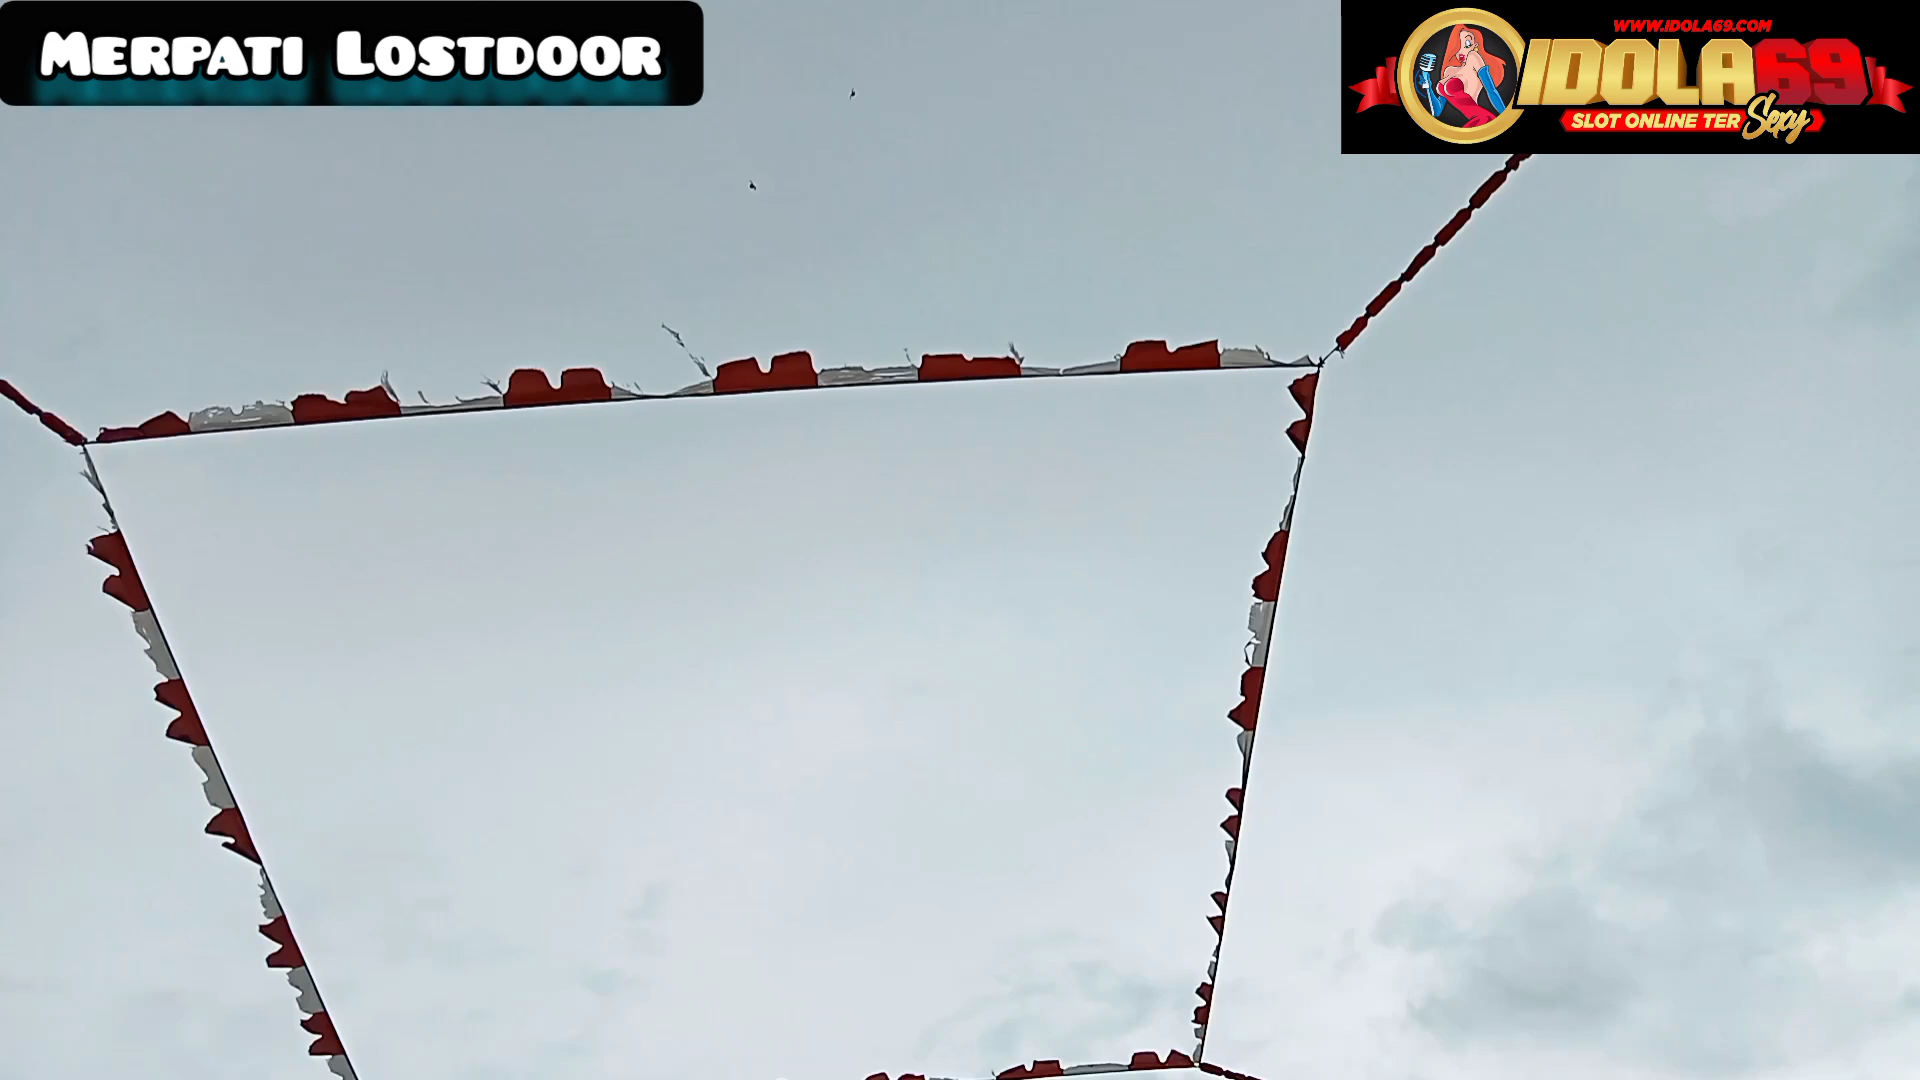 MERPATI LOSTDOOR
WWW.IDOLA69.COM
IDOLA69
SLOT ONLINE TER Sexy